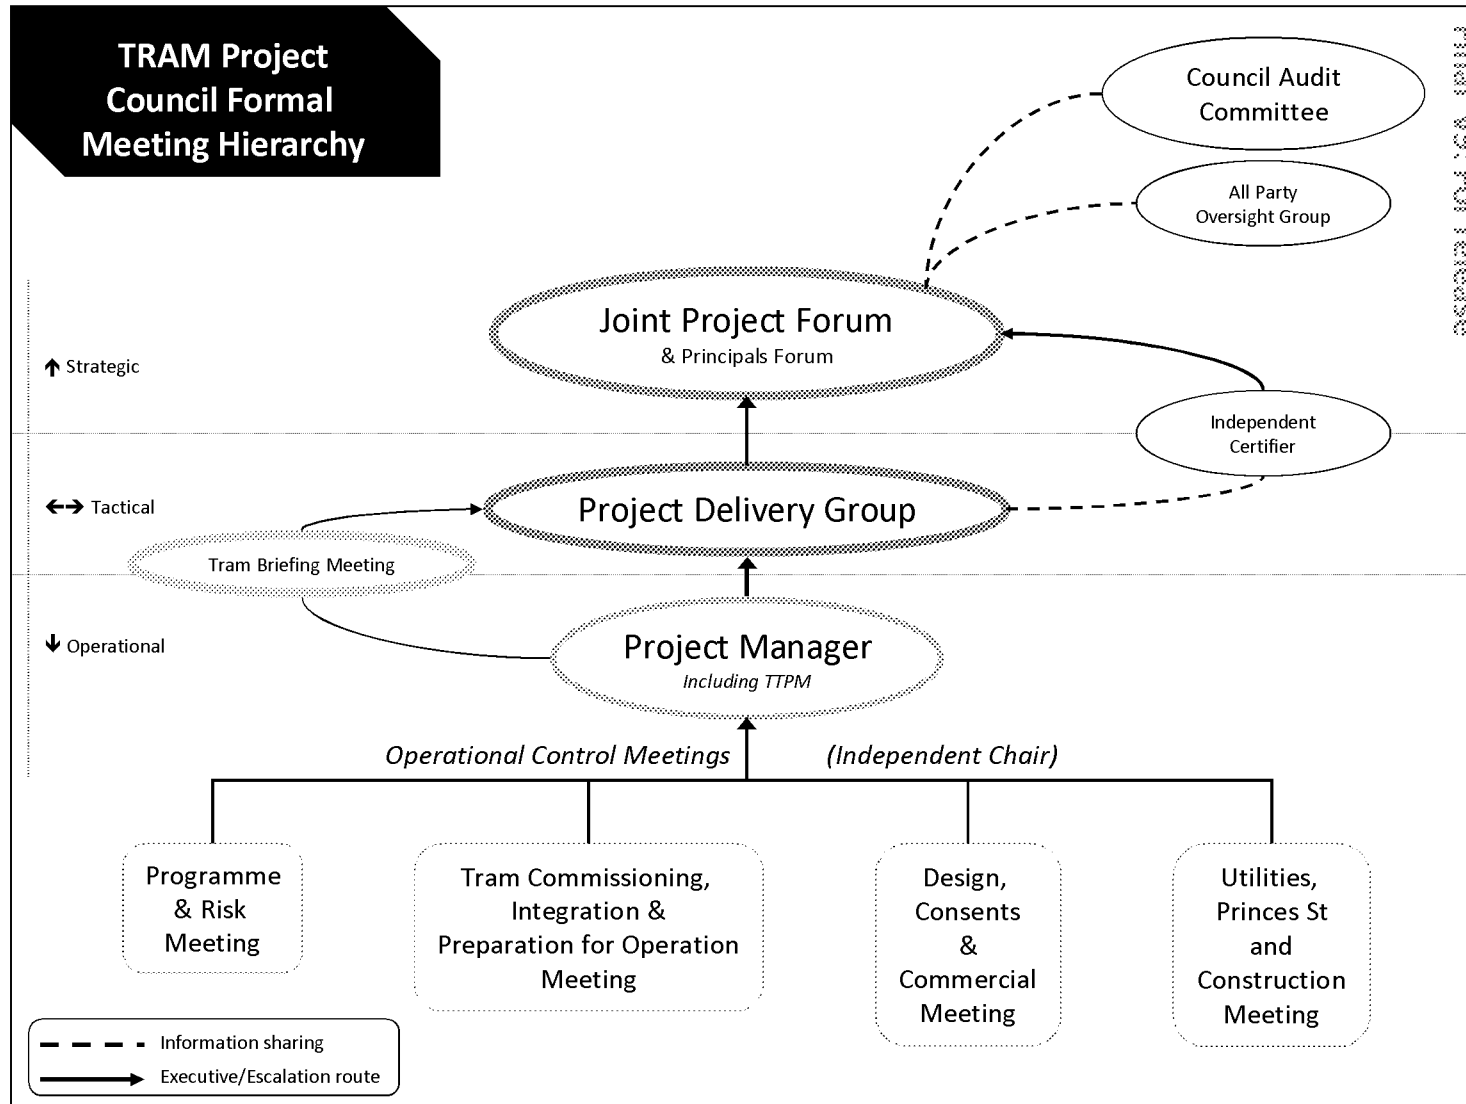 TRAM Project
Council Formal
Meeting Hierarchy
Council Audit
Committee
All Party
Oversight Group
Joint Project Forum
& Principals Forum
↑ Strategic
Independent
Certifier
Project Delivery Group
←→ Tactical
Tram Briefing Meeting
Project Manager
Including TTPM
↓ Operational
Operational Control Meetings (Independent Chair)
Programme
& Risk
Meeting
Tram Commissioning,
Integration &
Preparation for Operation
Meeting
Design,
Consents
&
Commercial
Meeting
Utilities,
Princes St
and
Construction
Meeting
Information sharing
Executive/Escalation route